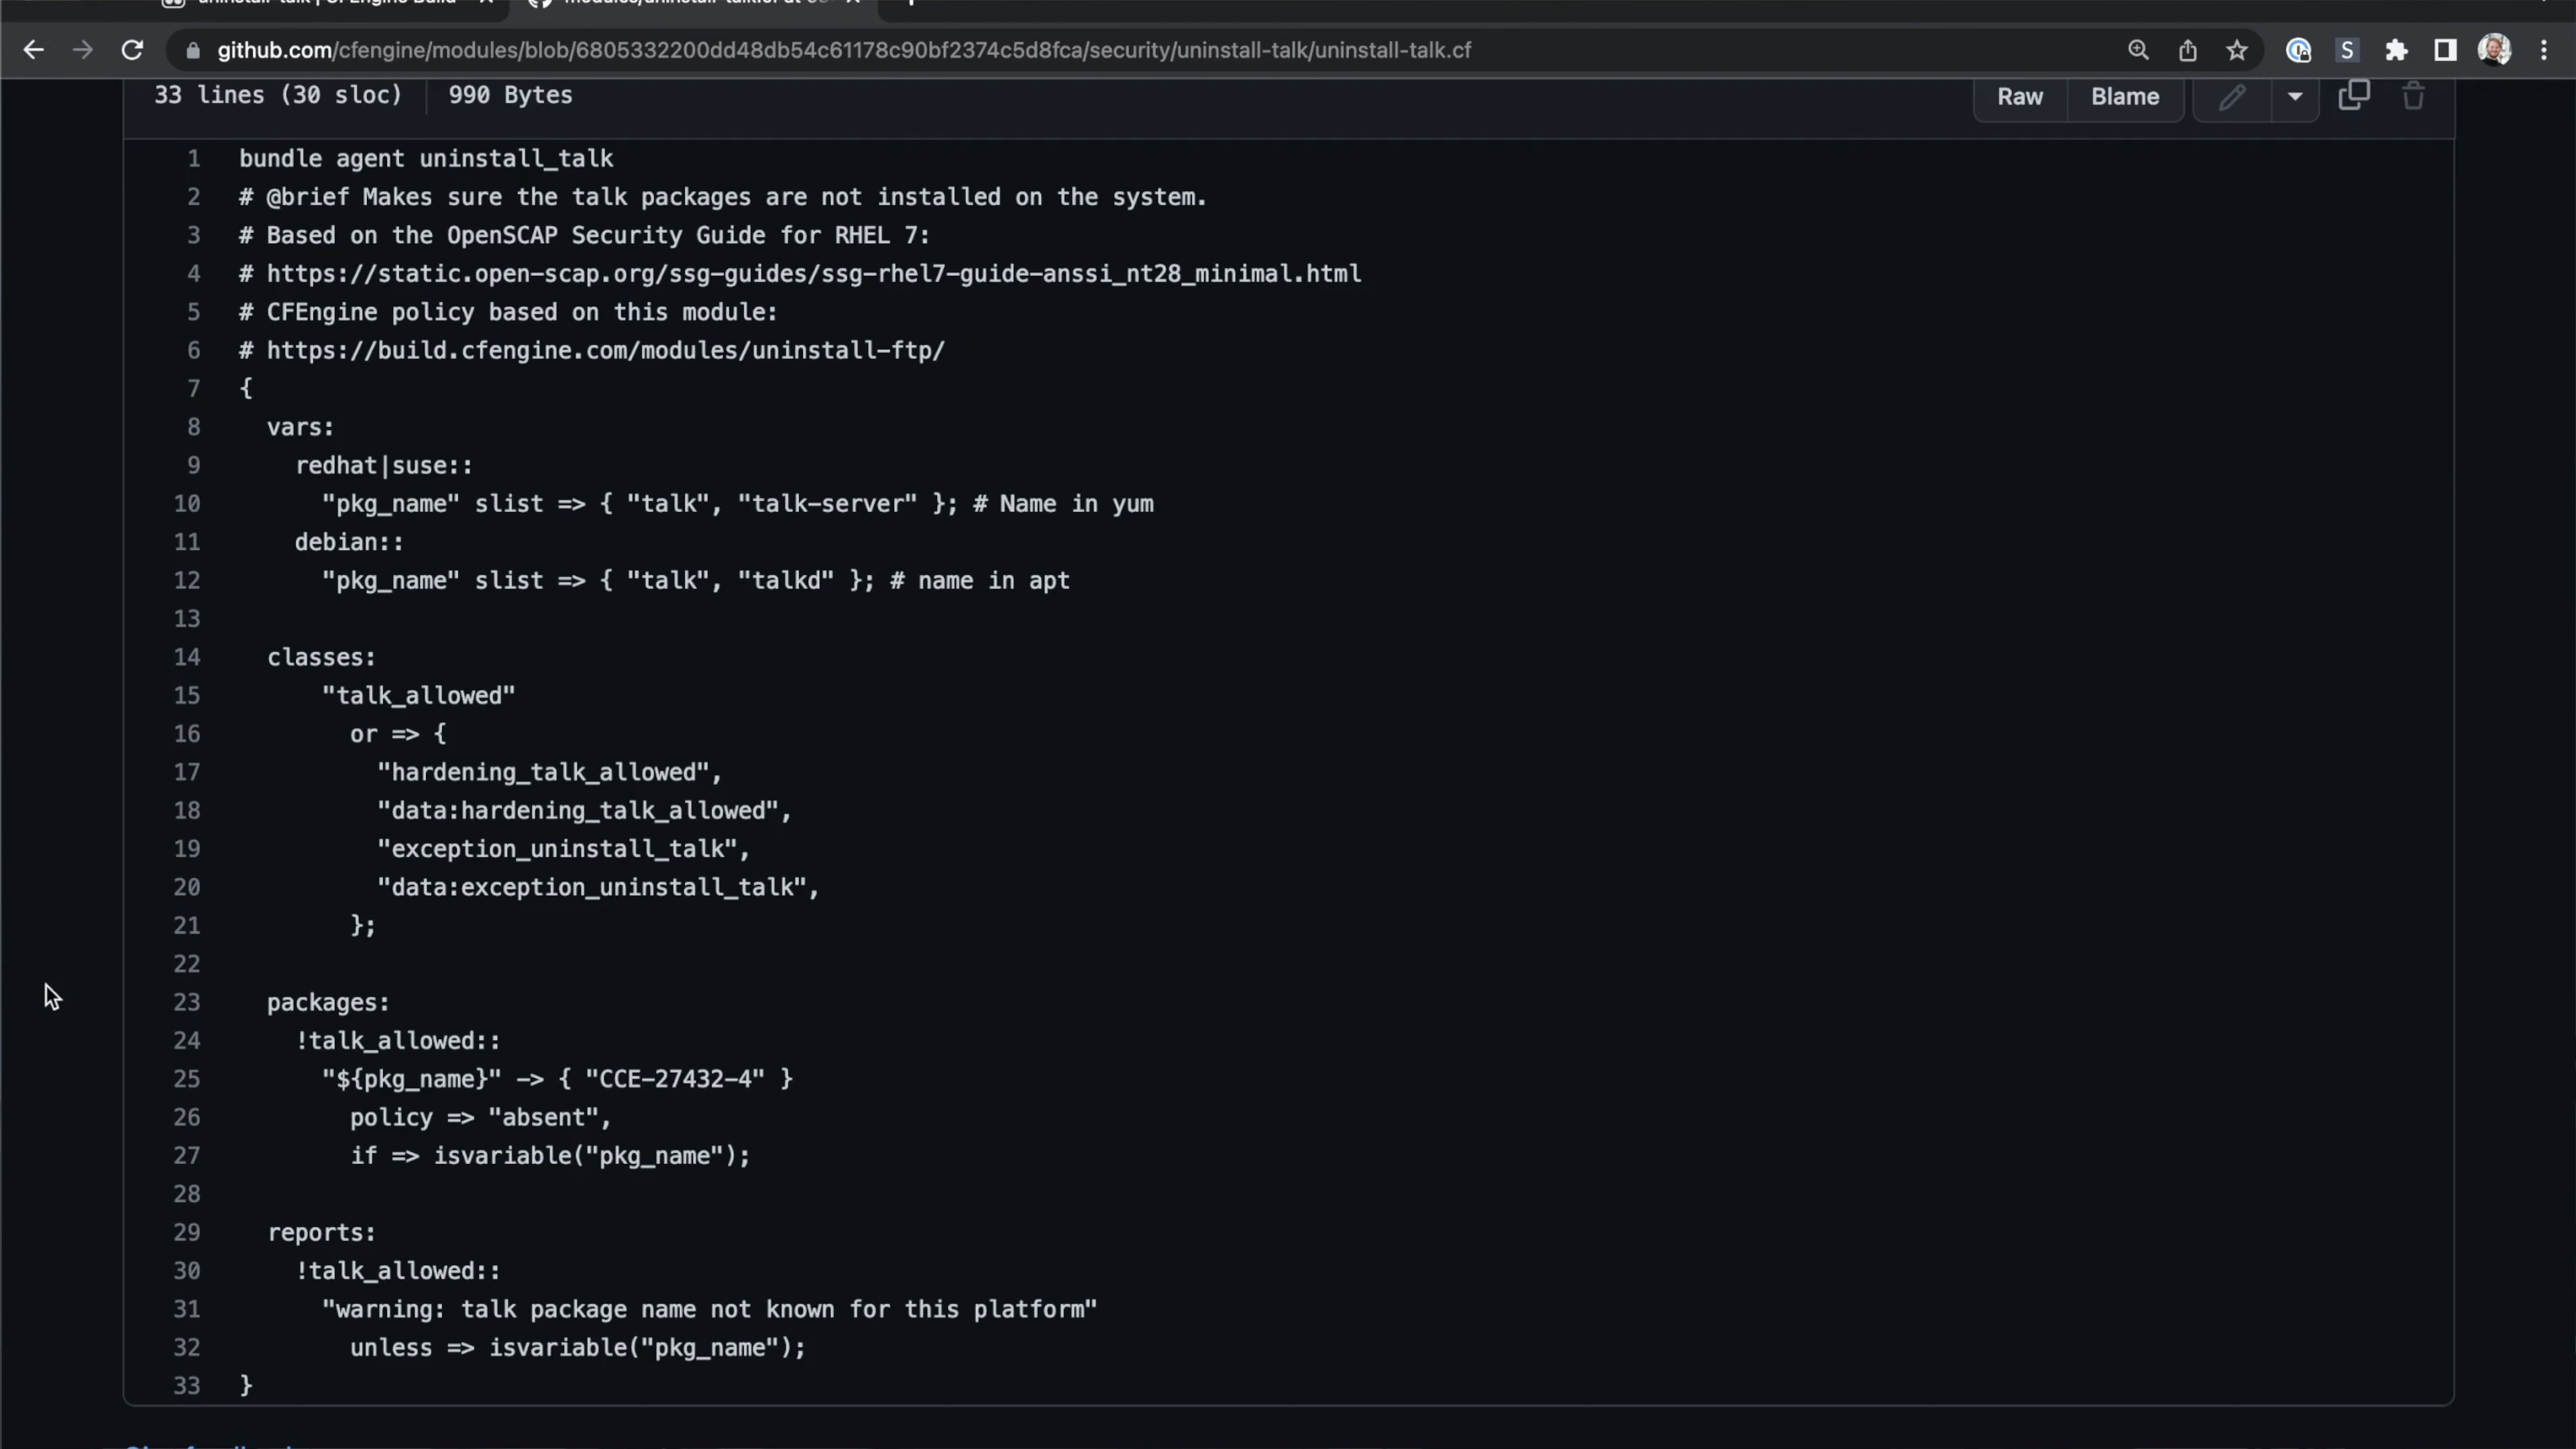 github.com/cfengine/modules/blob/6805332200dd48db54c61178c90bf2374c5d8fca/security/uninstall-talk/uninstall-talk.cf
S
33 lines (30 sloc) 990 Bytes
Raw Blame
1 bundle agent uninstall_talk
2 # @brief Makes sure the talk packages are not installed on the system.
3 # Based on the OpenSCAP Security Guide for RHEL 7:
4 # https://static.open-scap.org/ssg-guides/ssg-rhel7-guide-anssi_nt28_minimal.html
5 # CFEngine policy based on this module:
6 # https://build.cfengine.com/modules/uninstall-ftp/
7 {
8 vars:
9 redhat|suse::
10 "pkg_name" slist => { "talk", "talk-server" }; # Name in yum
11 debian::
12 "pkg_name" slist => { "talk", "talkd" }; # name in apt
13
14 classes:
15 "talk_allowed"
16 or => {
17 "hardening_talk_allowed",
18 "data:hardening_talk_allowed",
19 "exception_uninstall_talk",
20 "data:exception_uninstall_talk",
21 };
22
23 packages:
24 !talk_allowed::
25 "${pkg_name}" -> { "CCE-27432-4" }
26 policy => "absent",
27 if => isvariable("pkg_name");
28
29 reports:
30 !talk_allowed::
31 "warning: talk package name not known for this platform"
32 unless => isvariable("pkg_name");
33 }